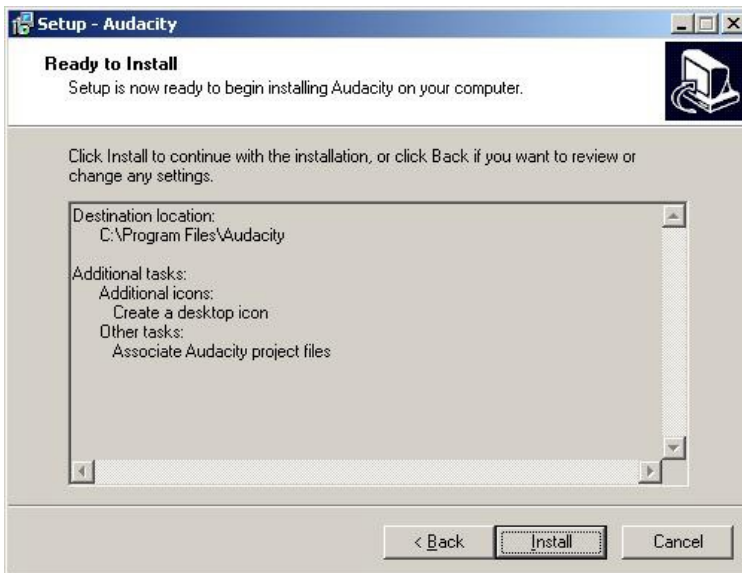 Setup - Audacity
Ready to Install
Setup is now ready to begin installing Audacity on your computer.
Click Install to continue with the installation, or click Back if you want to review or
change any settings.
Destination location:
C:\Program Files\Audacity
Additional tasks:
Additional icons:
Create a desktop icon
Other tasks:
Associate Audacity project files
< Back
Install
Cancel